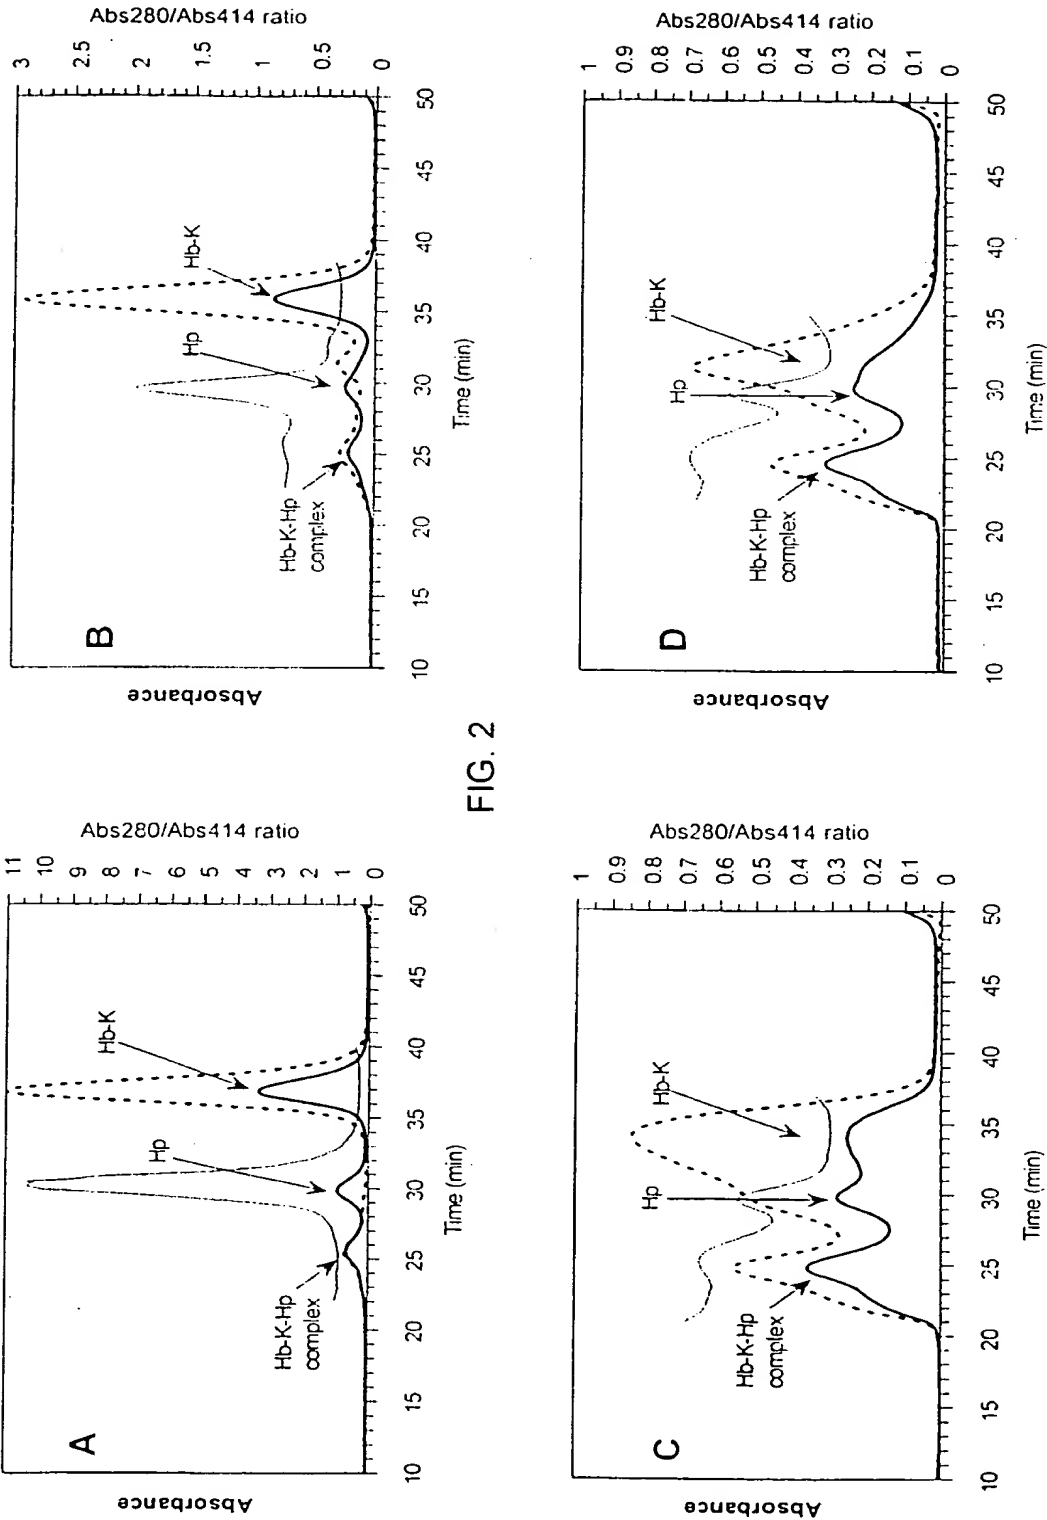 A
Absorbance
Abs280/Abs414 ratio
11
10
9
8
7
6
5
4
3
2
1
0
Hb-K-Hp
complex
Hp
Hb-K
10 15 20 25 30 35 40 45 50
Time (min)
B
Absorbance
Abs280/Abs414 ratio
3
2.5
2
1.5
1
0.5
0
Hb-K-Hp
complex
Hp
Hb-K
10 15 20 25 30 35 40 45 50
Time (min)
FIG. 2
C
Absorbance
Abs280/Abs414 ratio
1
0.9
0.8
0.7
0.6
0.5
0.4
0.3
0.2
0.1
0
Hb-K-Hp
complex
Hp
Hb-K
10 15 20 25 30 35 40 45 50
Time (min)
D
Absorbance
Abs280/Abs414 ratio
1
0.9
0.8
0.7
0.6
0.5
0.4
0.3
0.2
0.1
0
Hb-K-Hp
complex
Hp
Hb-K
10 15 20 25 30 35 40 45 50
Time (min)